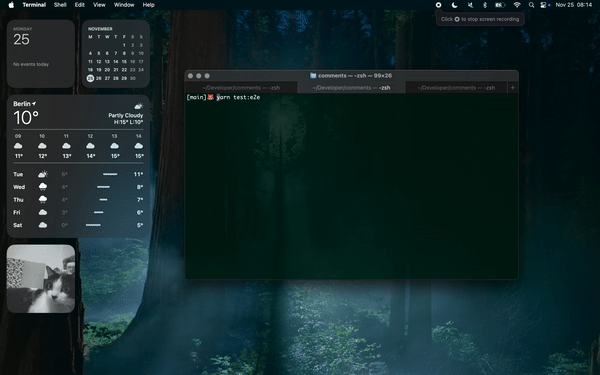 Terminal Shell Edit View Window Help
Nov 25 08:14
Click to stop screen recording
MONDAY
25
No events today
NOVEMBER
M T W T F S S
1 2 3
4 5 6 7 8 9 10
11 12 13 14 15 16 17
18 19 20 21 22 23 24
25 26 27 28 29 30
Berlin
10°
Partly Cloudy
H:15° L:10°
09 10 11 12 13 14
11° 12° 13° 14° 15° 15°
Tue 6° 11°
Wed 4° 8°
Thu 4° 7°
Fri 3° 6°
Sat 0° 5°
comments — -zsh — 99×26
~/Developer/comments — -zsh
~/Developer/comments — -zsh
~/Developer/comments — -zsh
+
[main] yarn test:e2e